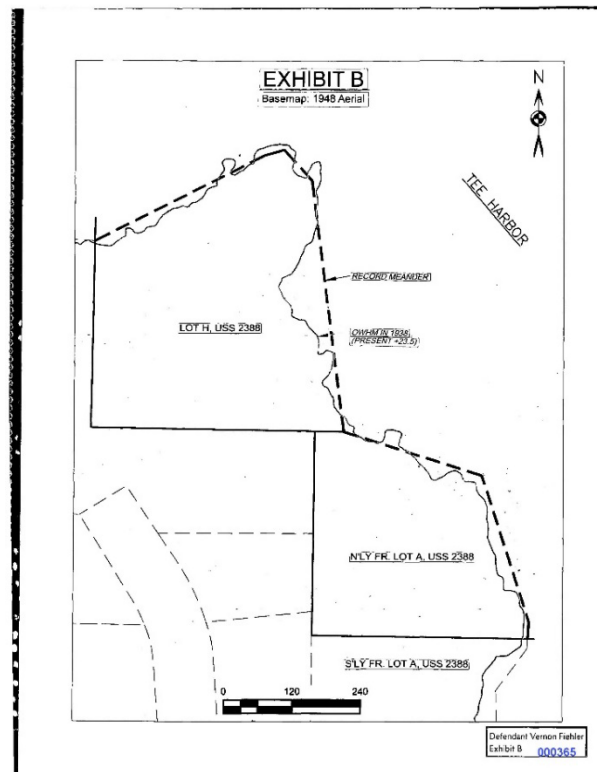 EXHIBIT B
Basemap: 1948 Aerial
N
TEE HARBOR
RECORD MEANDER
LOT H, USS 2388
OWHM IN 1938
(PRESENT +23.5)
N'LY FR. LOT A, USS 2388
S'LY FR. LOT A, USS 2388
0 120 240
Defendant Vernon Fiehler
Exhibit B 000365